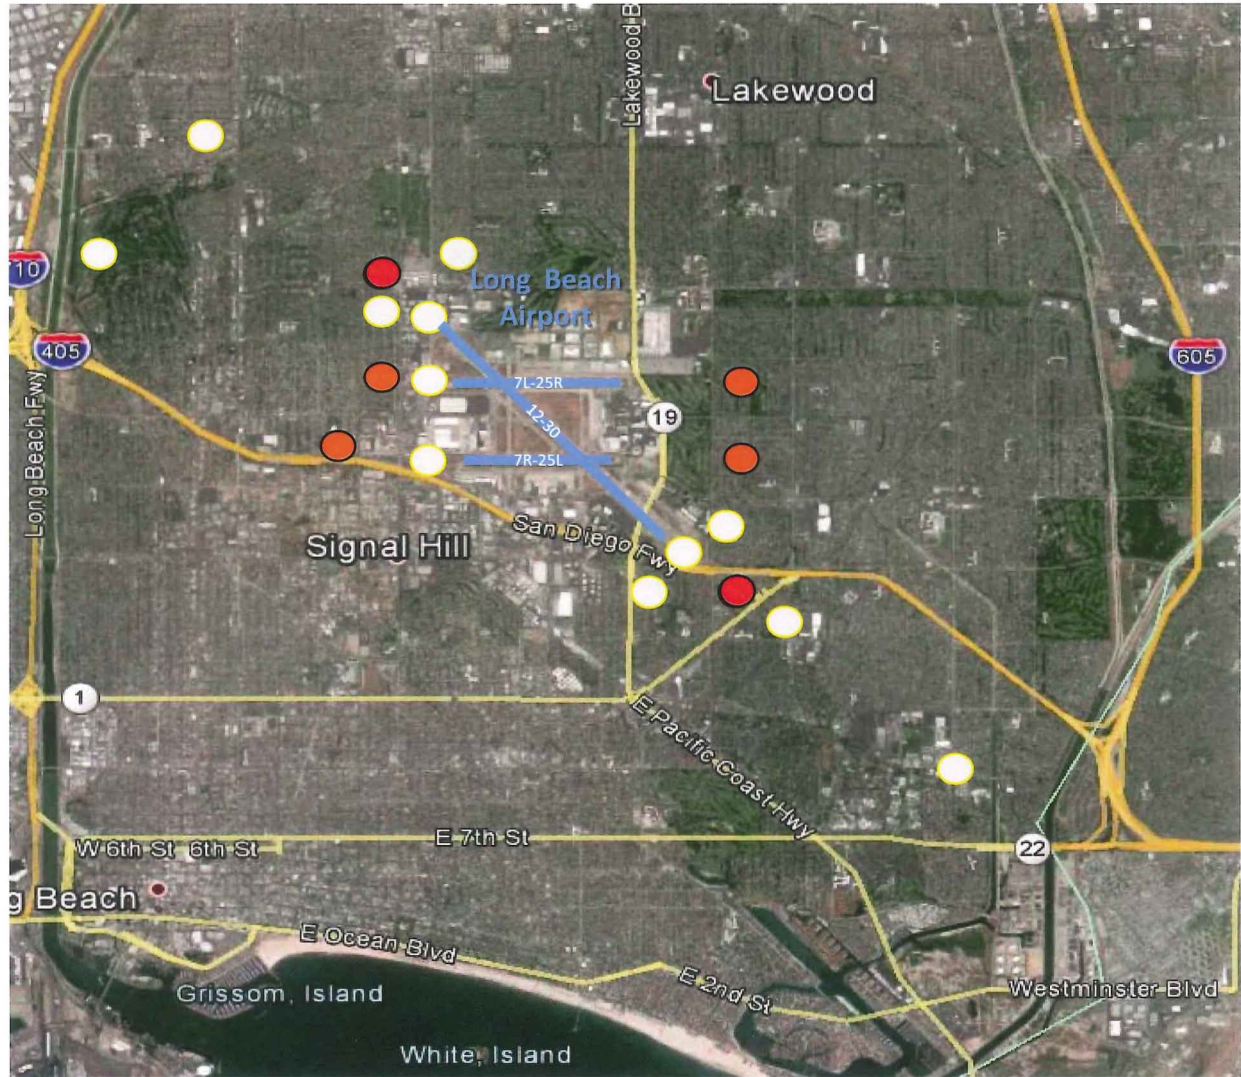 Lakewood B
Lakewood
10
Long Beach
Airport
405
605
7L-25R
12-30
19
7R-25L
Long Beach Fwy
San Diego Fwy
Signal Hill
1
E Pacific Coast Hwy
E 7th St
W 6th St 6th St
22
g Beach
E Ocean Blvd
E 2nd St
Westminster Blvd
Grissom, Island
White, Island